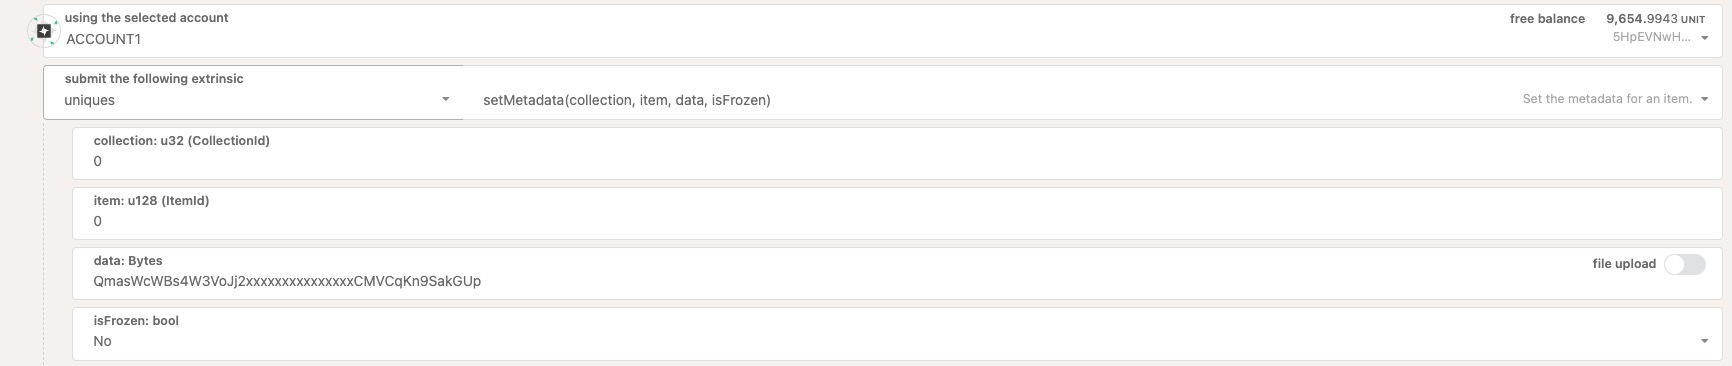 using the selected account
ACCOUNT1
free balance 9,654.9943 UNIT
5HpEVNwH...
submit the following extrinsic
uniques
setMetadata(collection, item, data, isFrozen)
Set the metadata for an item.
collection: u32 (CollectionId)
0
item: u128 (ItemId)
0
data: Bytes
QmasWcWBs4W3VoJj2xxxxxxxxxxxxxxxCMVCqKn9SakGUp
file upload
isFrozen: bool
No